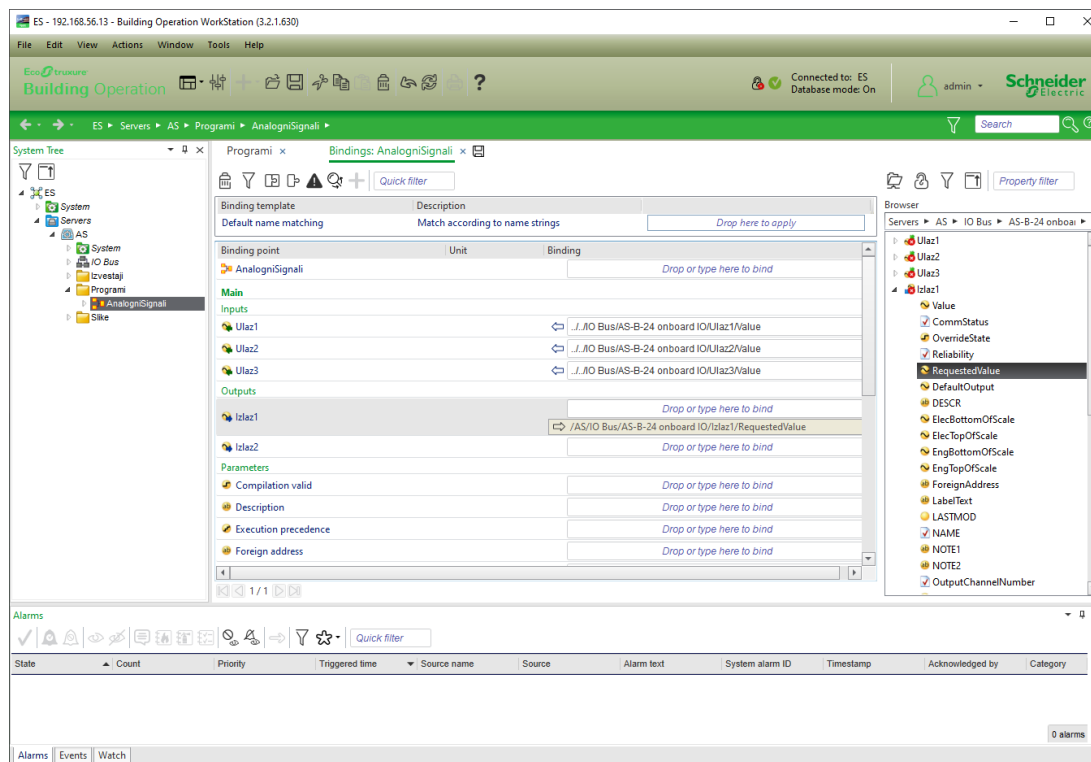 ES - 192.168.56.13 - Building Operation WorkStation (3.2.1.630)
File Edit View Actions Window Tools Help
EcoStruxure
Building Operation
Connected to: ES
Database mode: On
admin
Schneider
Electric
ES Servers AS Programi AnalogniSignali
Search
System Tree
ES
System
Servers
AS
System
IO Bus
Izvestaji
Programi
AnalogniSignali
Slike
Programi
Bindings: AnalogniSignali
Quick filter
Binding template Description
Default name matching Match according to name strings Drop here to apply
Binding point Unit Binding
AnalogniSignali Drop or type here to bind
Main
Inputs
Ulaz1 ../../IO Bus/AS-B-24 onboard IO/Ulaz1/Value
Ulaz2 ../../IO Bus/AS-B-24 onboard IO/Ulaz2/Value
Ulaz3 ../../IO Bus/AS-B-24 onboard IO/Ulaz3/Value
Outputs
Izlaz1 Drop or type here to bind
/AS/IO Bus/AS-B-24 onboard IO/Izlaz1/RequestedValue
Izlaz2 Drop or type here to bind
Parameters
Compilation valid Drop or type here to bind
Description Drop or type here to bind
Execution precedence Drop or type here to bind
Foreign address Drop or type here to bind
1 / 1
Property filter
Browser
Servers AS IO Bus AS-B-24 onboar
Ulaz1
Ulaz2
Ulaz3
Izlaz1
Value
CommStatus
OverrideState
Reliability
RequestedValue
DefaultOutput
DESCR
ElecBottomOfScale
ElecTopOfScale
EngBottomOfScale
EngTopOfScale
ForeignAddress
LabelText
LASTMOD
NAME
NOTE1
NOTE2
OutputChannelNumber
Alarms
Quick filter
State Count Priority Triggered time Source name Source Alarm text System alarm ID Timestamp Acknowledged by Category
0 alarms
Alarms Events Watch